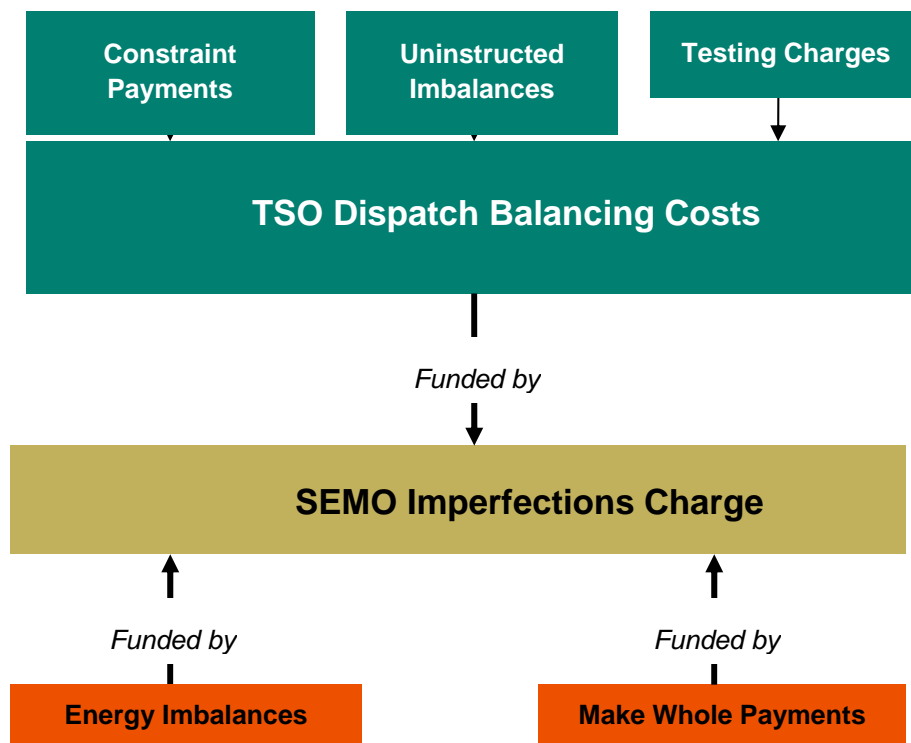 Constraint
Payments
Uninstructed
Imbalances
Testing Charges
TSO Dispatch Balancing Costs
Funded by
SEMO Imperfections Charge
Funded by
Funded by
Energy Imbalances
Make Whole Payments